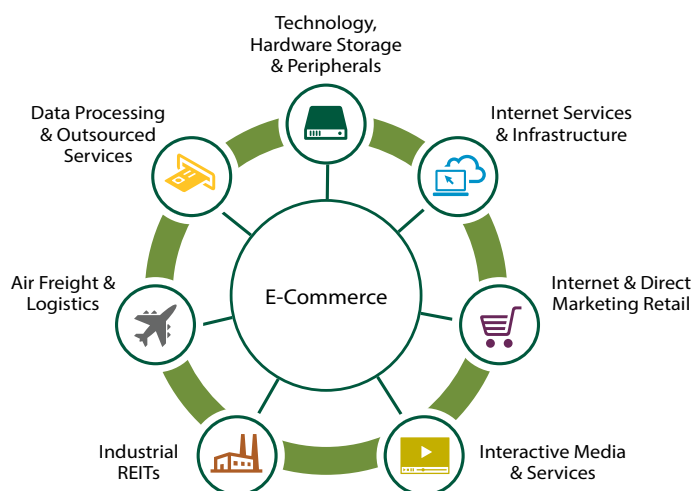 Technology,
Hardware Storage
& Peripherals
Internet Services
& Infrastructure
Internet & Direct
Marketing Retail
Interactive Media
& Services
Industrial
REITs
Air Freight &
Logistics
Data Processing
& Outsourced
Services
E-Commerce